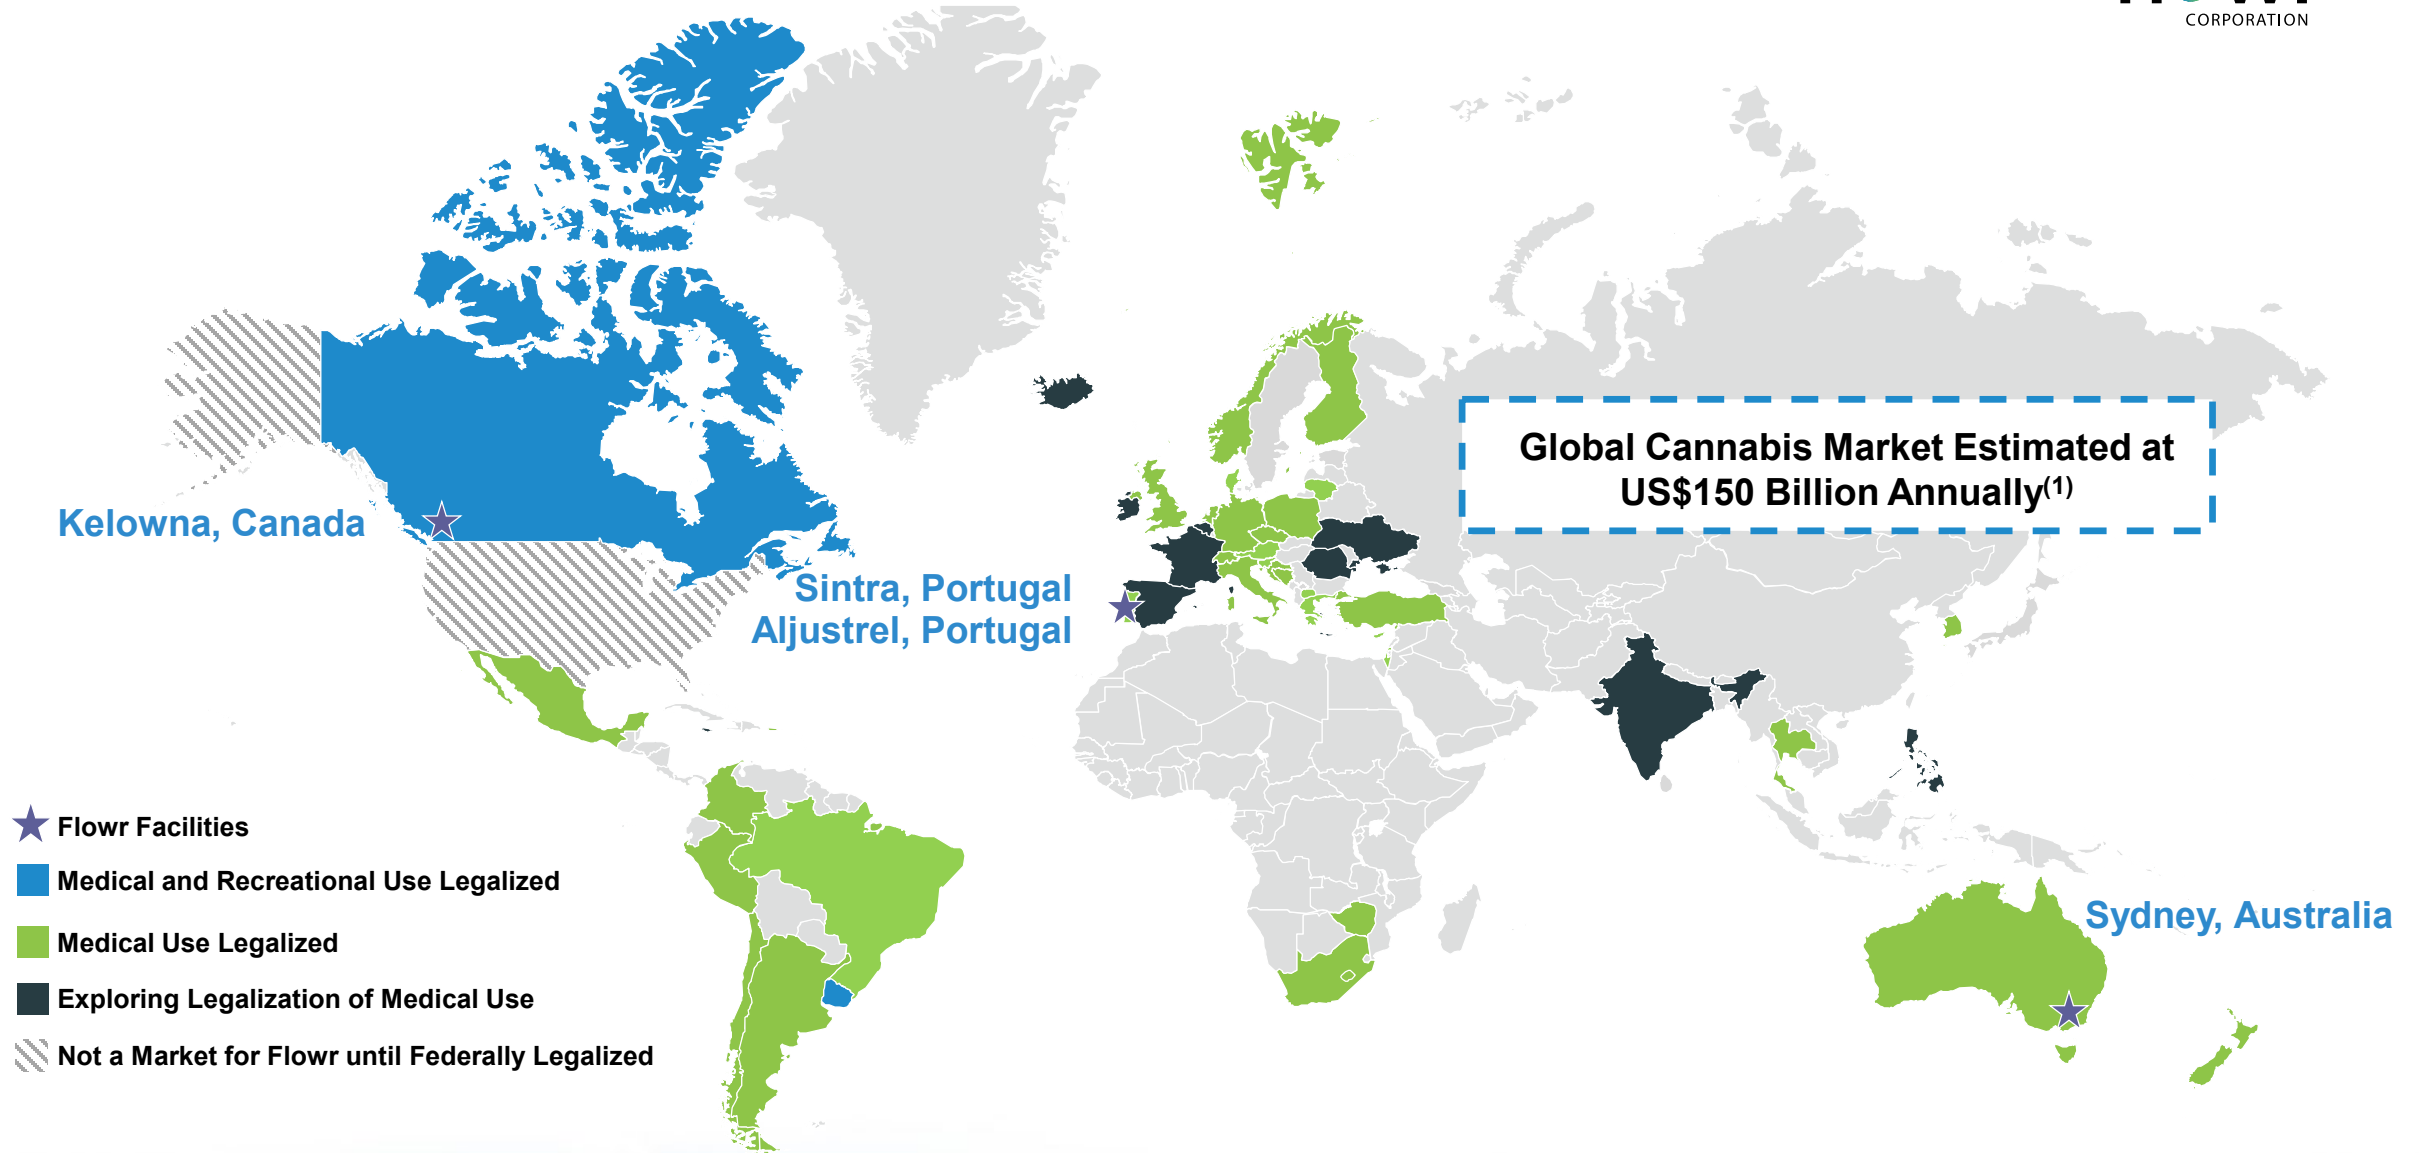 CORPORATION
Global Cannabis Market Estimated at
US$150 Billion Annually(1)
Kelowna, Canada
Sintra, Portugal
Aljustrel, Portugal
Sydney, Australia
Flowr Facilities
Medical and Recreational Use Legalized
Medical Use Legalized
Exploring Legalization of Medical Use
Not a Market for Flowr until Federally Legalized